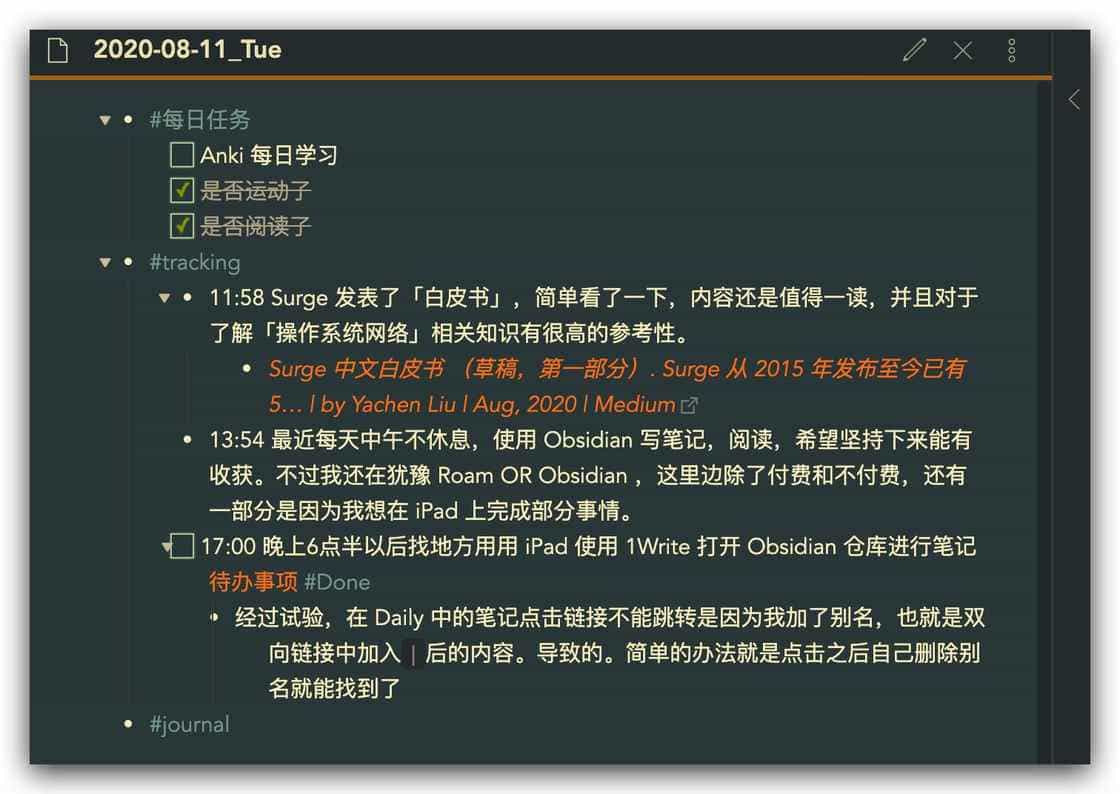 2020-08-11_Tue
#每日任务
Anki 每日学习
是否运动了
是否阅读了
#tracking
11:58 Surge 发表了「白皮书」，简单看了一下，内容还是值得一读，并且对于
了解「操作系统网络」相关知识有很高的参考性。
Surge 中文白皮书 （草稿，第一部分）. Surge 从 2015 年发布至今已有
5… | by Yachen Liu | Aug, 2020 | Medium
13:54 最近每天中午不休息，使用 Obsidian 写笔记，阅读，希望坚持下来能有
收获。不过我还在犹豫 Roam OR Obsidian ，这里边除了付费和不付费，还有
一部分是因为我想在 iPad 上完成部分事情。
17:00 晚上6点半以后找地方用用 iPad 使用 1Write 打开 Obsidian 仓库进行笔记
待办事项 #Done
经过试验，在 Daily 中的笔记点击链接不能跳转是因为我加了别名，也就是双
向链接中加入 | 后的内容。导致的。简单的办法就是点击之后自己删除别
名就能找到了
#journal